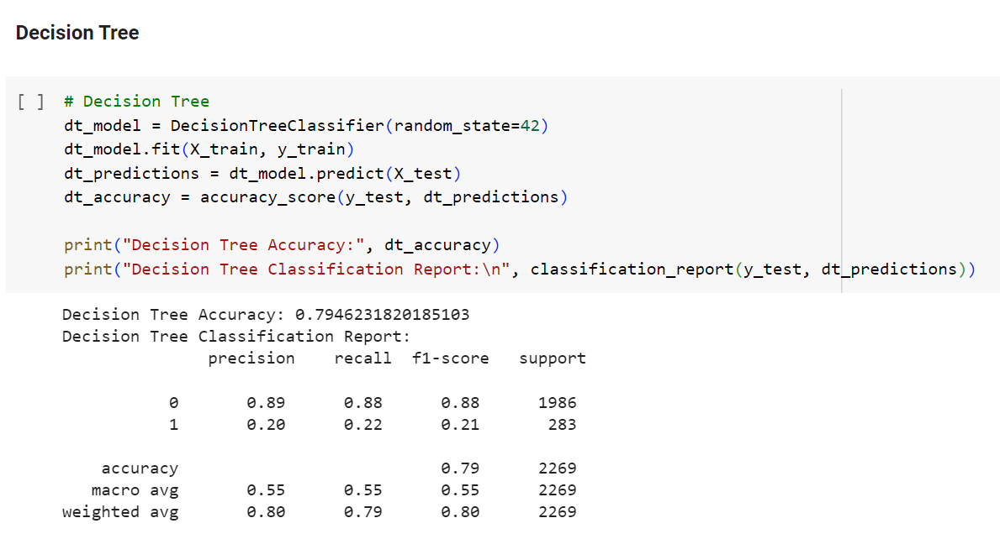 Decision Tree
[ ] # Decision Tree
dt_model = DecisionTreeClassifier(random_state=42)
dt_model.fit(X_train, y_train)
dt_predictions = dt_model.predict(X_test)
dt_accuracy = accuracy_score(y_test, dt_predictions)
print("Decision Tree Accuracy:", dt_accuracy)
print("Decision Tree Classification Report:\n", classification_report(y_test, dt_predictions))
Decision Tree Accuracy: 0.7946231820185103
Decision Tree Classification Report:
precision recall f1-score support
0 0.89 0.88 0.88 1986
1 0.20 0.22 0.21 283
accuracy 0.79 2269
macro avg 0.55 0.55 0.55 2269
weighted avg 0.80 0.79 0.80 2269